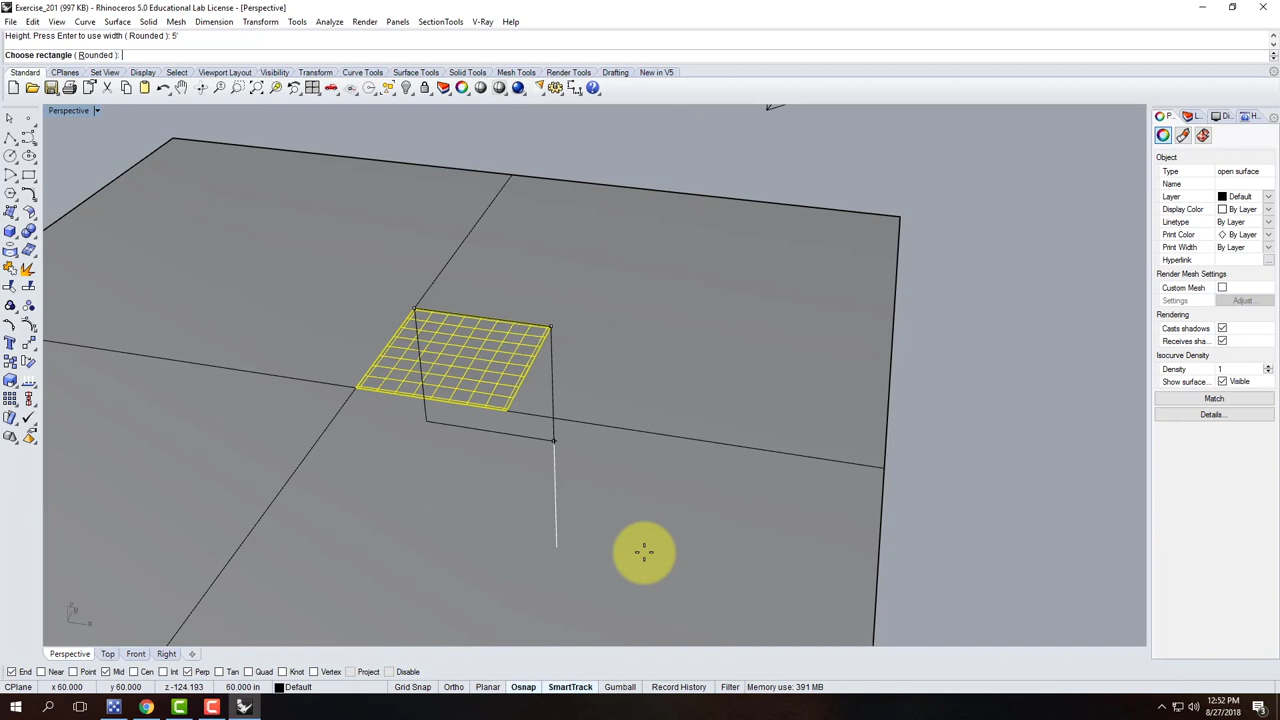 Exercise_201 (997 KB) - Rhinoceros 5.0 Educational Lab License - [Perspective]
File Edit View Curve Surface Solid Mesh Dimension Transform Tools Analyze Render Panels SectionTools V-Ray Help
Height. Press Enter to use width ( Rounded ): 5'
Choose rectangle ( Rounded ):
Standard CPlanes Set View Display Select Viewport Layout Visibility Transform Curve Tools Surface Tools Solid Tools Mesh Tools Render Tools Drafting New in V5
Perspective
P... L... Di... H...
Object
Type open surface
Name
Layer Default
Display Color By Layer
Linetype By Layer
Print Color By Layer
Print Width By Layer
Hyperlink ...
Render Mesh Settings
Custom Mesh
Settings Adjust...
Rendering
Casts shadows
Receives sha...
Isocurve Density
Density 1
Show surface... Visible
Match
Details...
z y x
Perspective Top Front Right
End Near Point Mid Cen Int Perp Tan Quad Knot Vertex Project Disable
CPlane x 60.000 y 60.000 z -124.193 60.000 in Default Grid Snap Ortho Planar Osnap SmartTrack Gumball Record History Filter Memory use: 391 MB
12:52 PM
8/27/2018
3